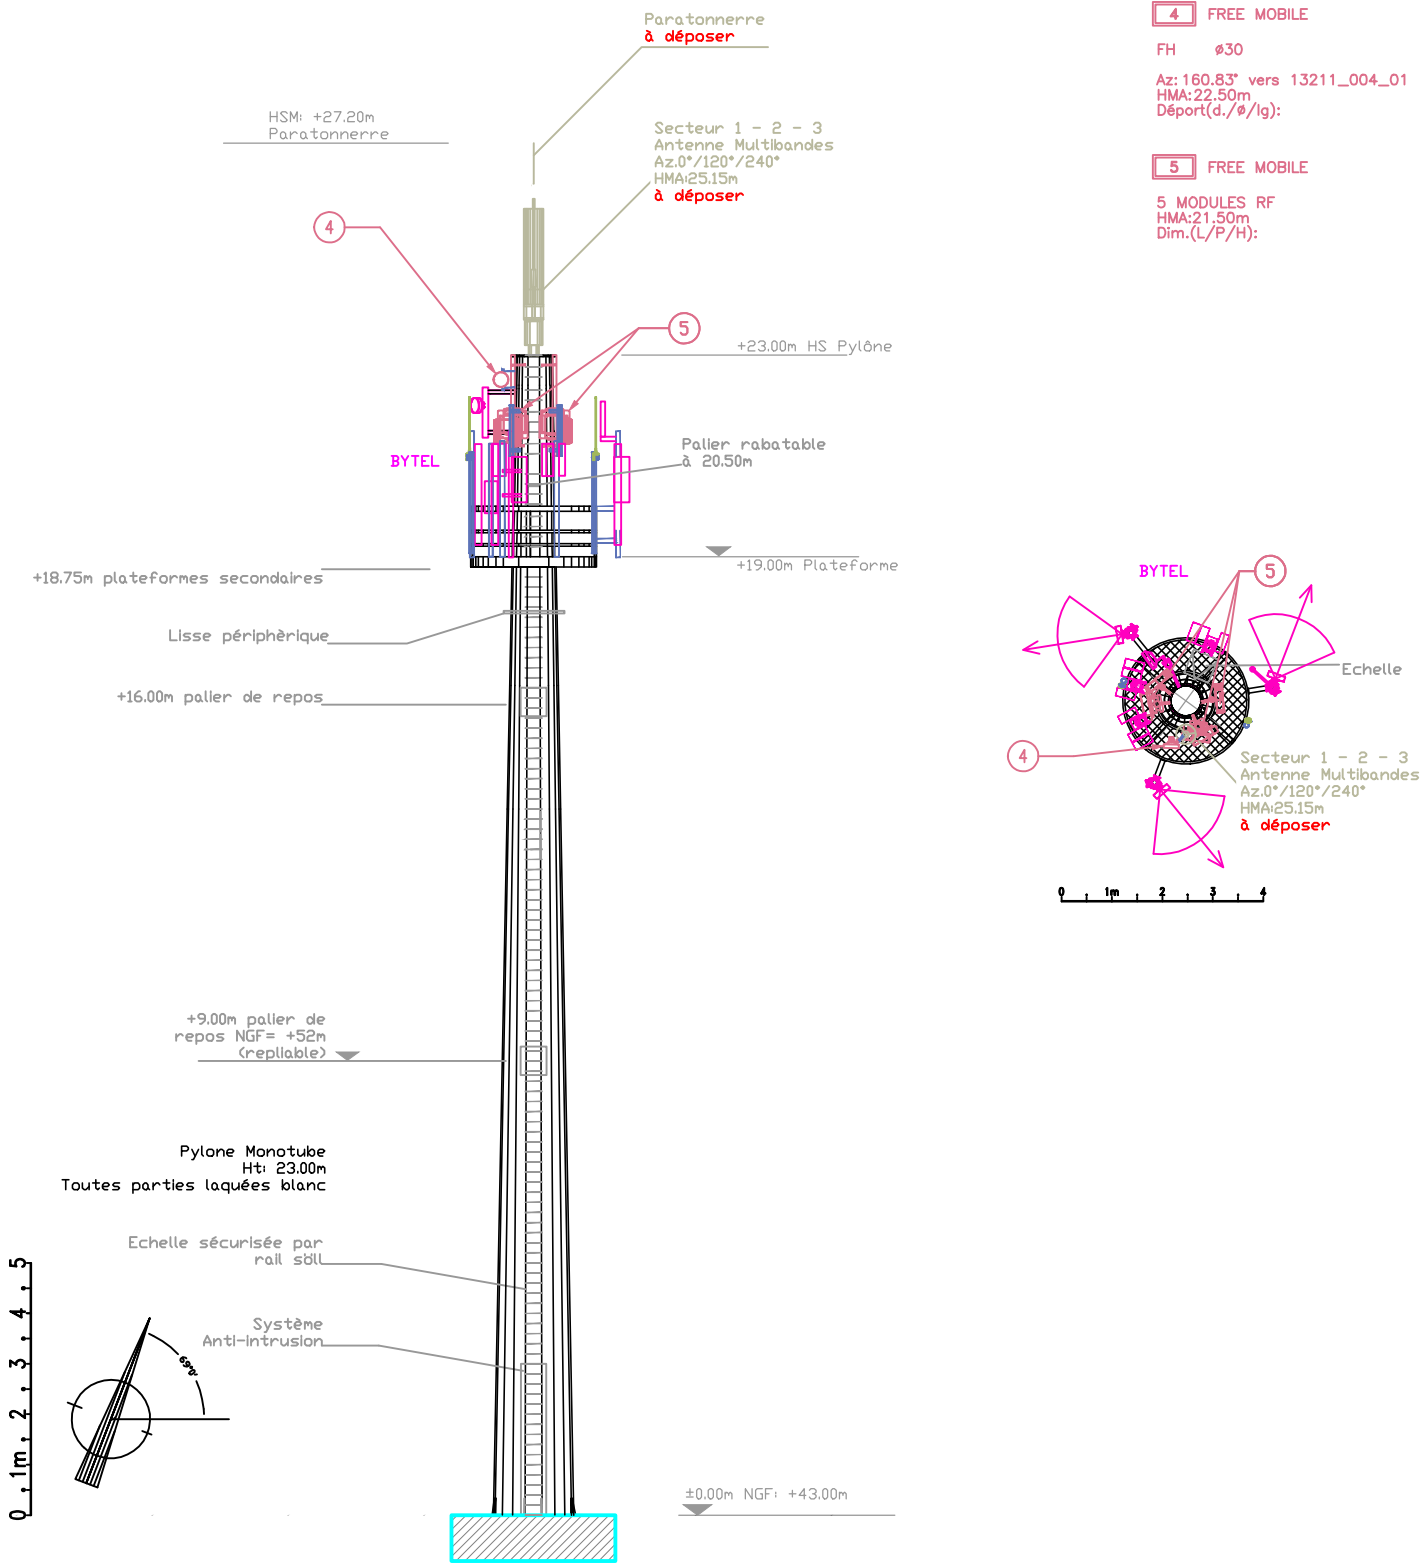 Paratonnerre
à déposer
HSM: +27.20m
Paratonnerre
Secteur 1 - 2 - 3
Antenne Multibandes
Az.0°/120°/240°
HMA:25.15m
à déposer
4 FREE MOBILE
FH ø30
Az: 160.83° vers 13211_004_01
HMA:22.50m
Déport(d./ø/lg):
5 FREE MOBILE
5 MODULES RF
HMA:21.50m
Dim.(L/P/H):
4
5
+23.00m HS Pylône
BYTEL
Palier rabatable
à 20.50m
+19.00m Plateforme
+18.75m plateformes secondaires
Lisse périphèrique
+16.00m palier de repos
BYTEL
5
Echelle
4
Secteur 1 - 2 - 3
Antenne Multibandes
Az.0°/120°/240°
HMA:25.15m
à déposer
0 1m 2 3 4
+9.00m palier de
repos NGF= +52m
(repliable)
Pylone Monotube
Ht: 23.00m
Toutes parties laquées blanc
Echelle sécurisée par
rail söll
Système
Anti-intrusion
0 1m 2 3 4 5
69°0'
±0.00m NGF: +43.00m